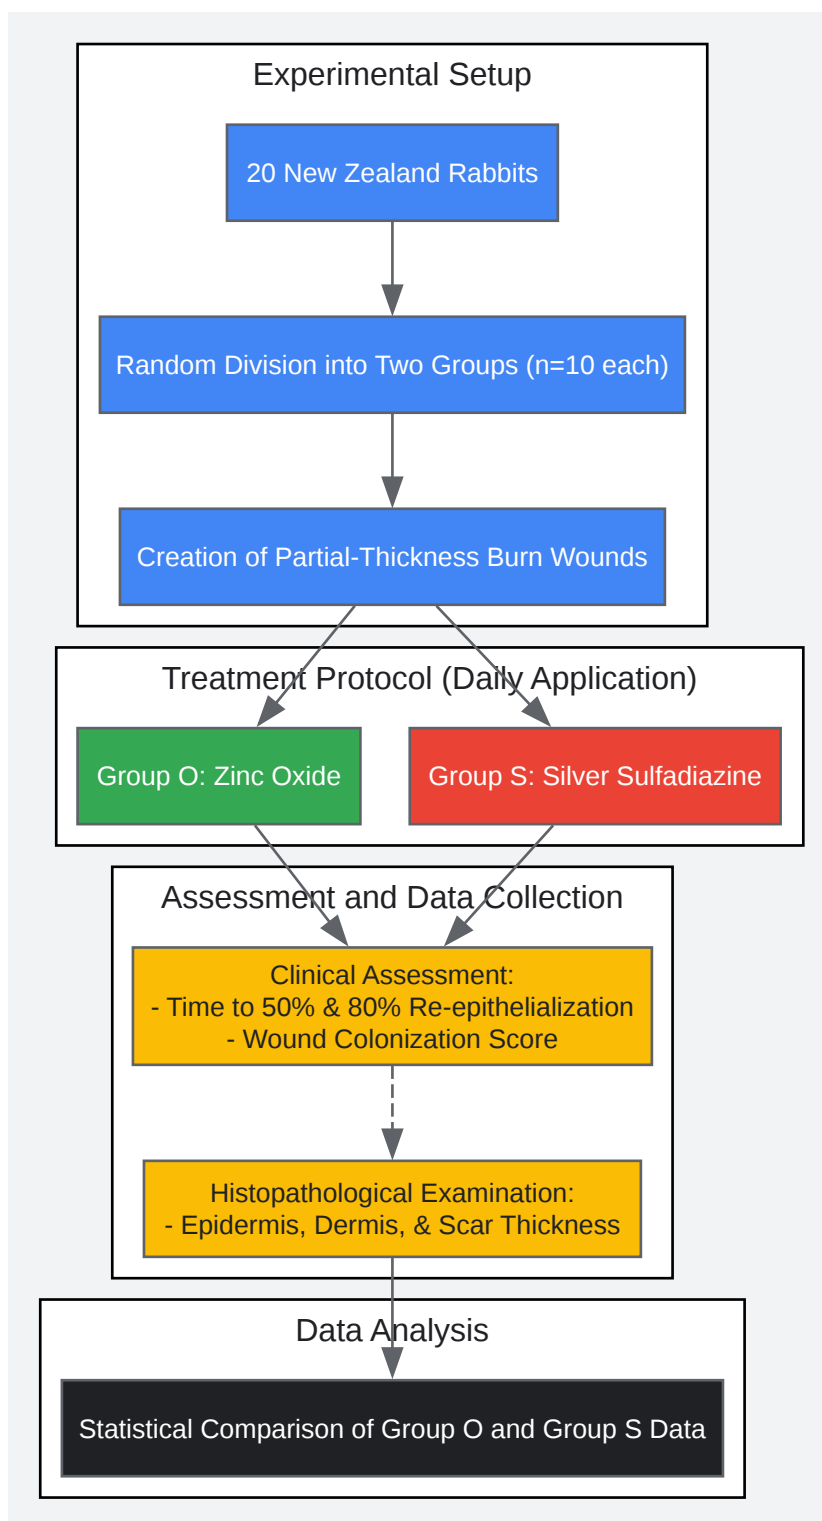 Experimental Setup
20 New Zealand Rabbits
Random Division into Two Groups (n=10 each)
Creation of Partial-Thickness Burn Wounds
Treatment Protocol (Daily Application)
Group O: Zinc Oxide
Group S: Silver Sulfadiazine
Assessment and Data Collection
Clinical Assessment:
- Time to 50% & 80% Re-epithelialization
- Wound Colonization Score
Histopathological Examination:
- Epidermis, Dermis, & Scar Thickness
Data Analysis
Statistical Comparison of Group O and Group S Data